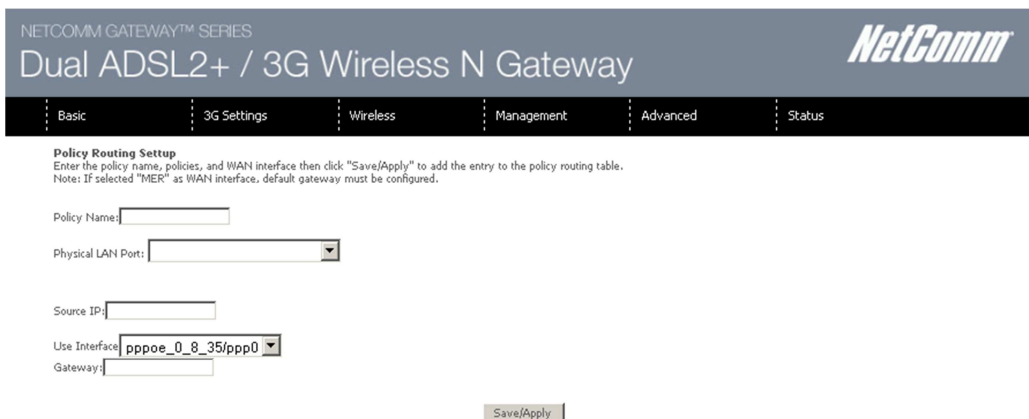 NETCOMM GATEWAY™ SERIES
Dual ADSL2+ / 3G Wireless N Gateway
NetComm
Basic 3G Settings Wireless Management Advanced Status
Policy Routing Setup
Enter the policy name, policies, and WAN interface then click "Save/Apply" to add the entry to the policy routing table.
Note: If selected "MER" as WAN interface, default gateway must be configured.
Policy Name:
Physical LAN Port:
Source IP:
Use Interface pppoe_0_8_35/ppp0
Gateway:
Save/Apply